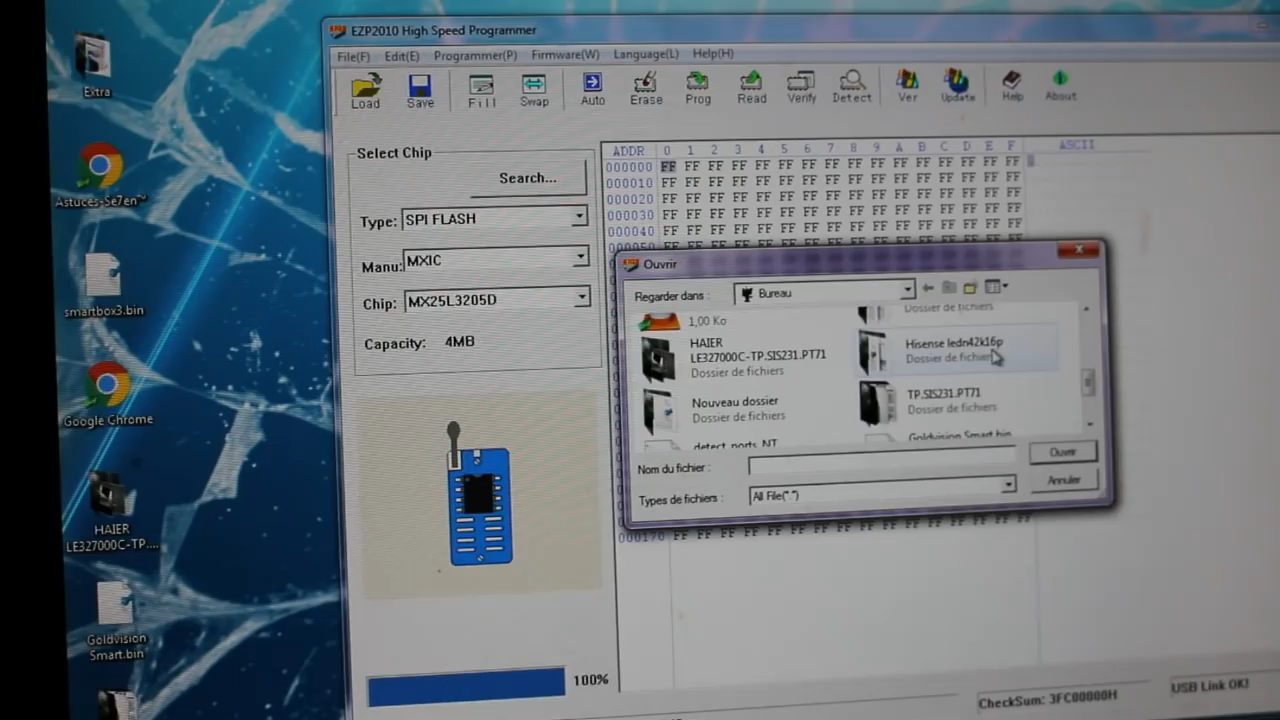 Extra
Astuces-Se7en™
smartbox3.bin
Google Chrome
HAIER
LE327000C-TP....
Goldvision
Smart.bin
EZP2010 High Speed Programmer
File(F) Edit(E) Programmer(P) Firmware(W) Language(L) Help(H)
Load Save Fill Swap Auto Erase Prog Read Verify Detect Ver Update Help About
Select Chip
Search...
Type: SPI FLASH
Manu: MXIC
Chip: MX25L3205D
Capacity: 4MB
100%
ADDR 0 1 2 3 4 5 6 7 8 9 A B C D E F ASCII
000000 FF FF FF FF FF FF FF FF FF FF FF FF FF FF FF FF
000010 FF FF FF FF FF FF FF FF FF FF FF FF FF FF FF FF
000020 FF FF FF FF FF FF FF FF FF FF FF FF FF FF FF FF
000030 FF FF FF FF FF FF FF FF FF FF FF FF FF FF FF FF
000040 FF FF FF FF FF FF FF FF FF FF FF FF FF FF FF FF
Ouvrir
Regarder dans : Bureau
1,00 Ko
HAIER
LE327000C-TP.SIS231.PT71
Dossier de fichiers
Nouveau dossier
Dossier de fichiers
detect_ports_NT
Dossier de fichiers
Hisense ledn42k16p
Dossier de fichiers
TP.SIS231.PT71
Dossier de fichiers
Goldvision Smart.bin
Nom du fichier :
Ouvrir
Types de fichiers : All File(*.*)
Annuler
000170 FF FF FF FF FF FF FF FF FF FF FF FF FF FF FF FF
CheckSum: 3FC00000H
USB Link OK!